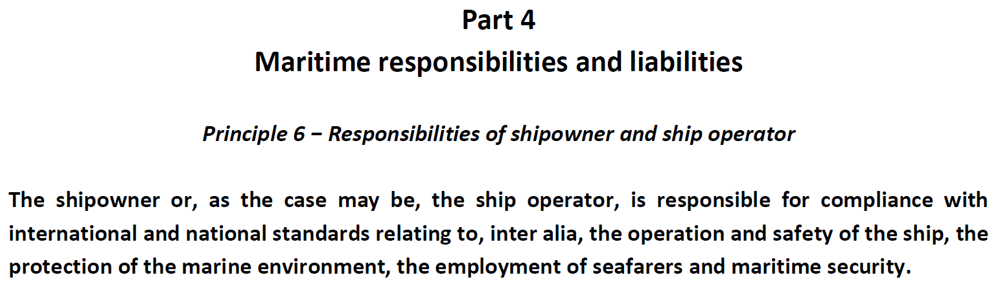 Part 4
Maritime responsibilities and liabilities
Principle 6 – Responsibilities of shipowner and ship operator
The shipowner or, as the case may be, the ship operator, is responsible for compliance with
international and national standards relating to, inter alia, the operation and safety of the ship, the
protection of the marine environment, the employment of seafarers and maritime security.